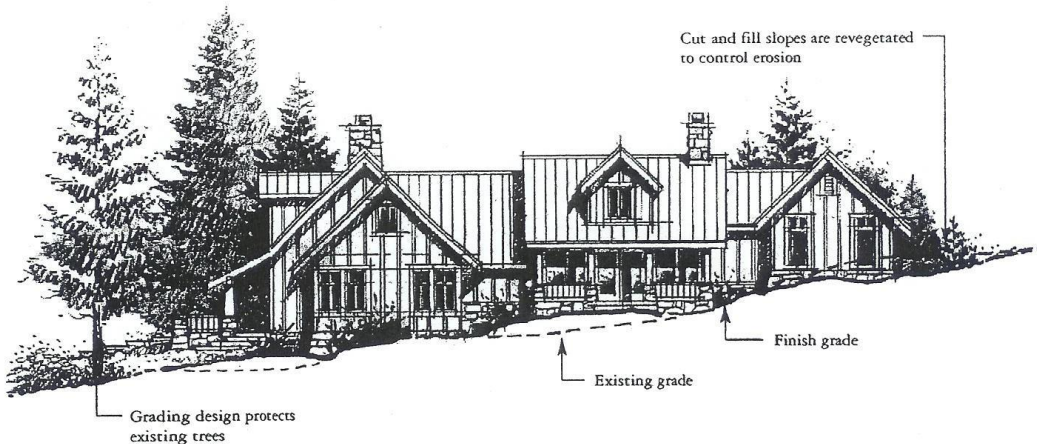 Cut and fill slopes are revegetated
to control erosion
Finish grade
Existing grade
Grading design protects
existing trees